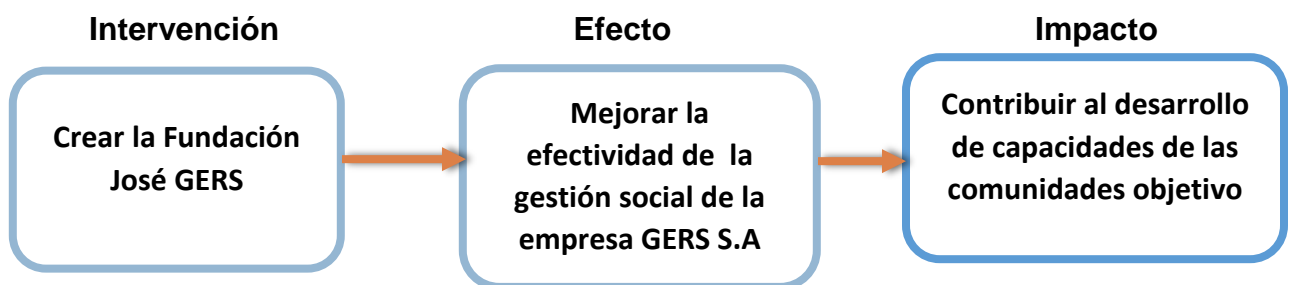 Intervención
Efecto
Impacto
Crear la Fundación
José GERS
Mejorar la
efectividad de la
gestión social de la
empresa GERS S.A
Contribuir al desarrollo
de capacidades de las
comunidades objetivo